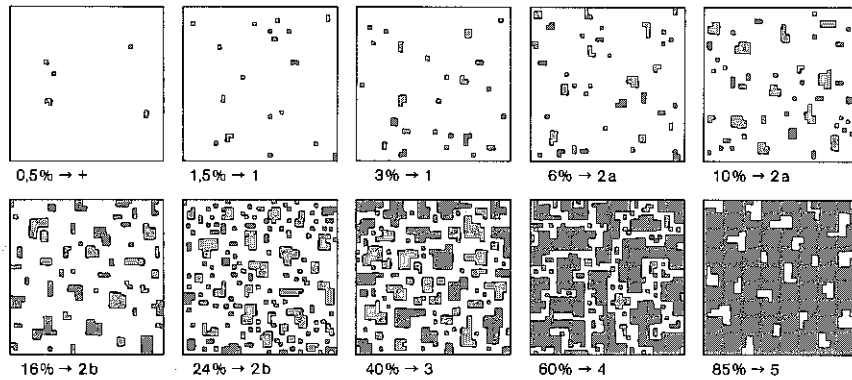 0,5% → +
1,5% → 1
3% → 1
6% → 2a
10% → 2a
16% → 2b
24% → 2b
40% → 3
60% → 4
85% → 5